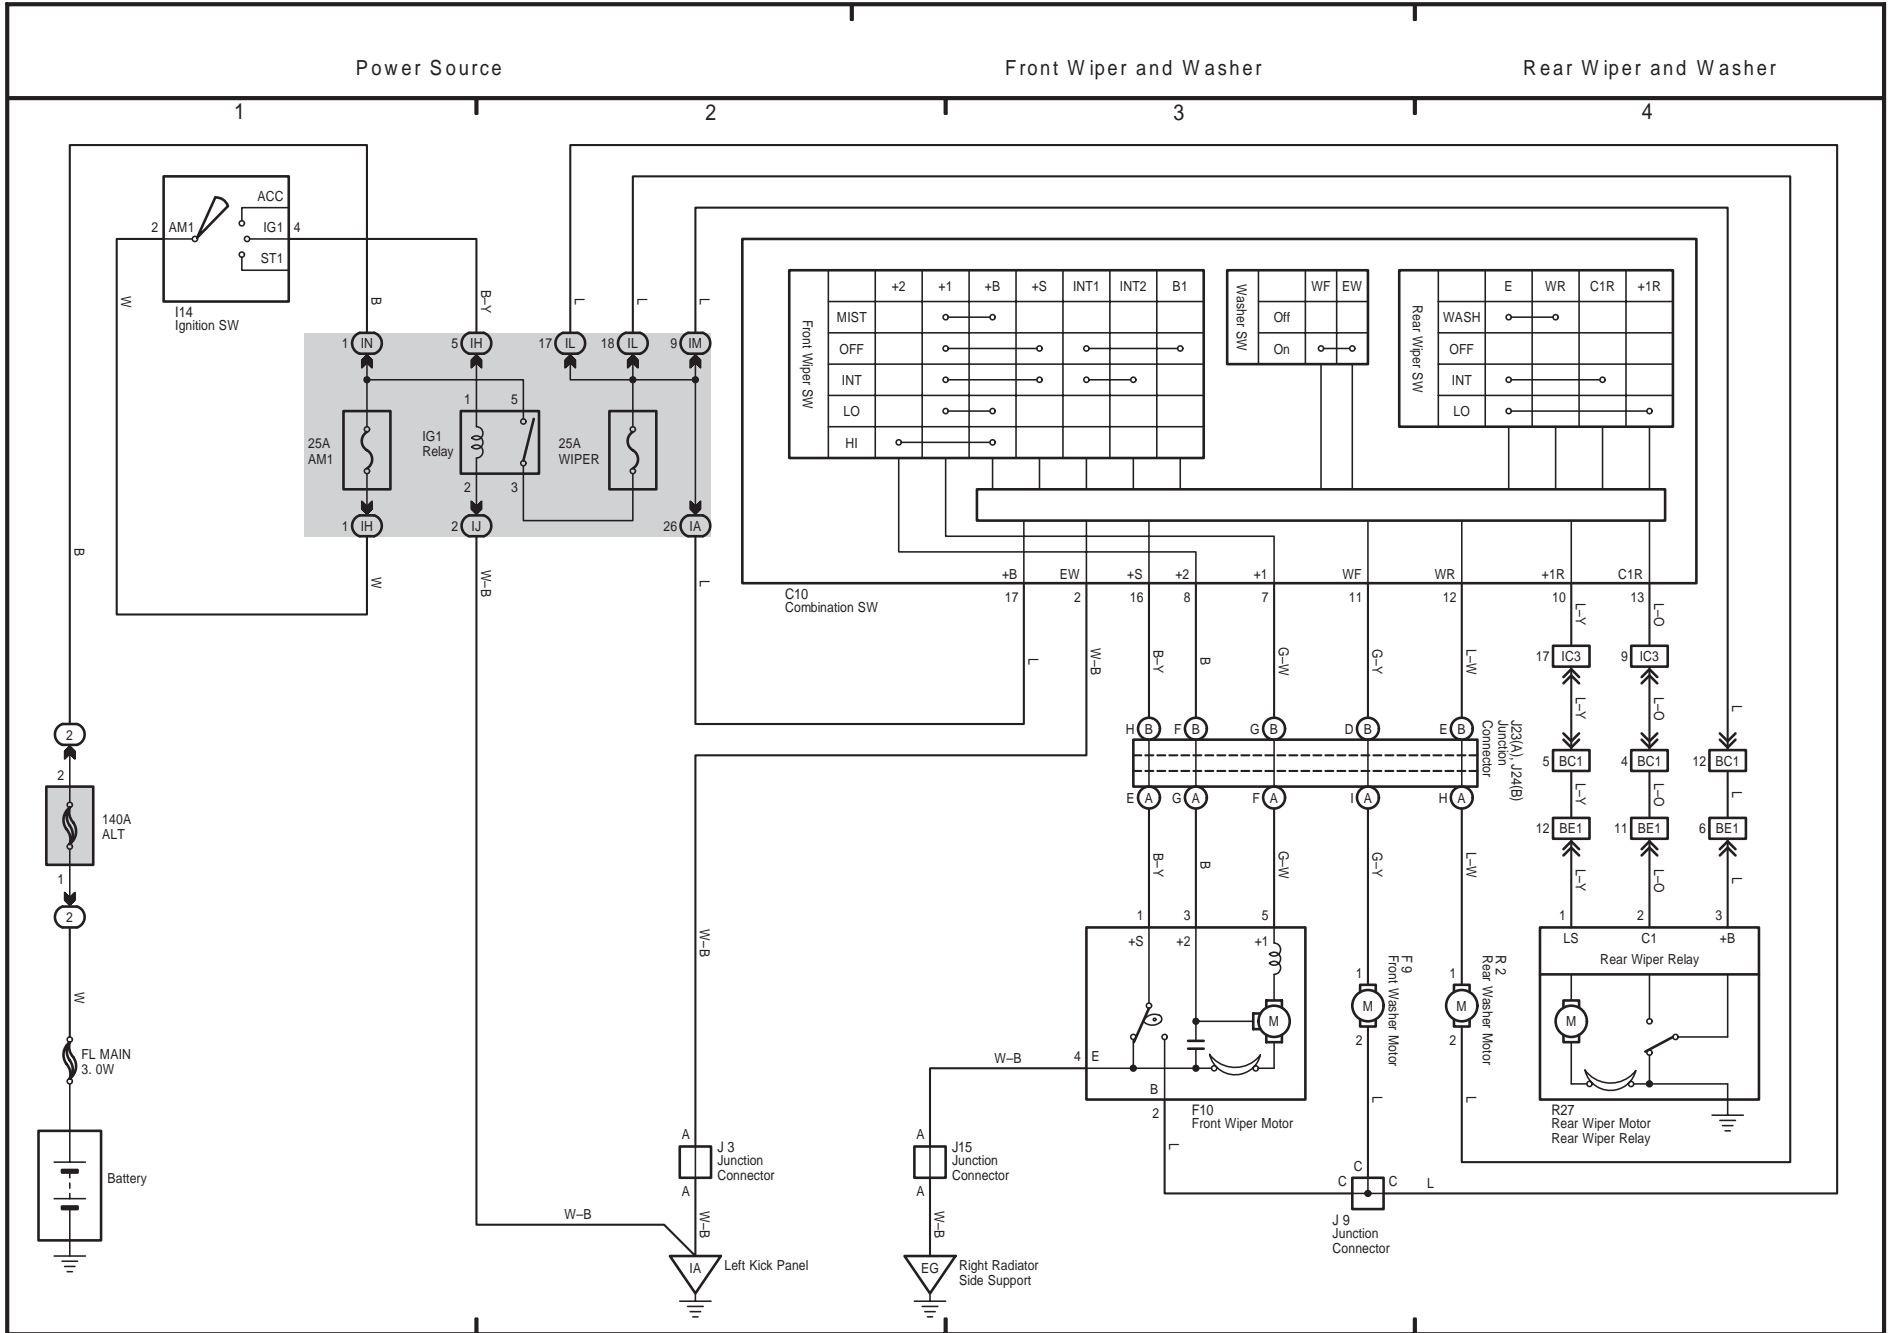 Power Source
Front Wiper and Washer
Rear Wiper and Washer
1
2
3
4
ACC
2
AM1
IG1
4
ST1
I14
Ignition SW
W
B
B–Y
L
L
L
1
IN
5
IH
17
IL
18
IL
9
IM
1
5
25A
AM1
IG1
Relay
25A
WIPER
2
3
1
IH
2
IJ
26
IA
W
W–B
L
B
Front Wiper SW
+2
+1
+B
+S
INT1
INT2
B1
MIST
OFF
INT
LO
HI
Washer SW
WF
EW
Off
On
Rear Wiper SW
E
WR
C1R
+1R
WASH
OFF
INT
LO
+B
EW
+S
+2
+1
WF
WR
+1R
C1R
C10
Combination SW
17
2
16
8
7
11
12
10
13
L
W–B
B–Y
B
G–W
G–Y
L–W
L–Y
L–O
17
IC3
9
IC3
L–Y
L–O
L
H
B
F
B
G
B
D
B
E
B
J23(A), J24(B)
Junction
Connector
5
BC1
4
BC1
12
BC1
E
A
G
A
F
A
I
A
H
A
L–Y
L–O
L
12
BE1
11
BE1
6
BE1
B–Y
B
G–W
G–Y
L–W
L–Y
L–O
L
2
2
140A
ALT
1
2
W
FL MAIN
3. 0W
Battery
W–B
1
3
5
+S
+2
+1
M
W–B
4
E
B
2
F10
Front Wiper Motor
L
1
M
2
F 9
Front Washer Motor
L
1
M
2
R 2
Rear Washer Motor
L
1
2
3
LS
C1
+B
Rear Wiper Relay
M
R27
Rear Wiper Motor
Rear Wiper Relay
A
J 3
Junction
Connector
A
W–B
W–B
IA
Left Kick Panel
A
J15
Junction
Connector
A
W–B
EG
Right Radiator
Side Support
C
C
C
L
J 9
Junction
Connector